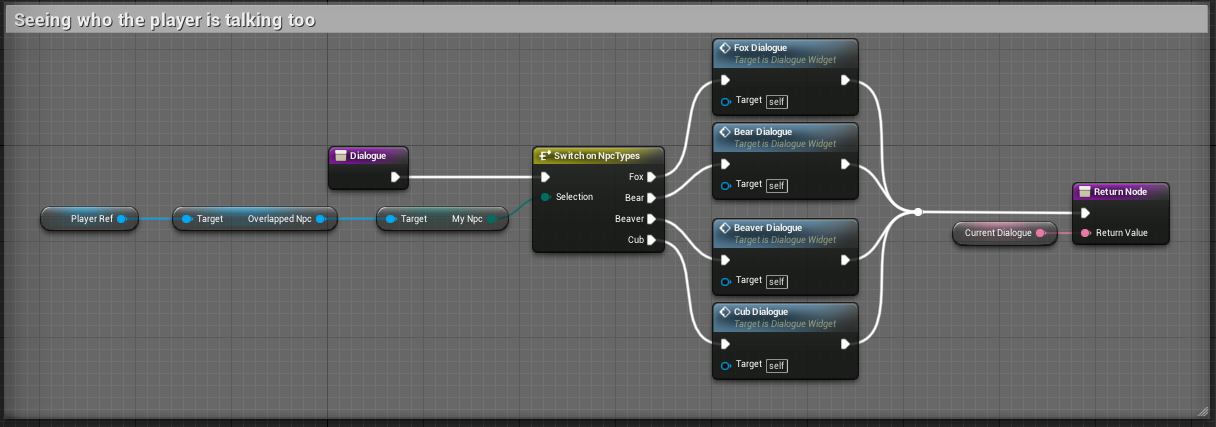 Seeing who the player is talking too
Fox Dialogue
Target is Dialogue Widget
Target self
Bear Dialogue
Target is Dialogue Widget
Target self
Dialogue
Switch on NpcTypes
Fox
Selection
Bear
Beaver
Cub
Player Ref
Target Overlapped Npc
Target My Npc
Beaver Dialogue
Target is Dialogue Widget
Target self
Cub Dialogue
Target is Dialogue Widget
Target self
Return Node
Current Dialogue
Return Value